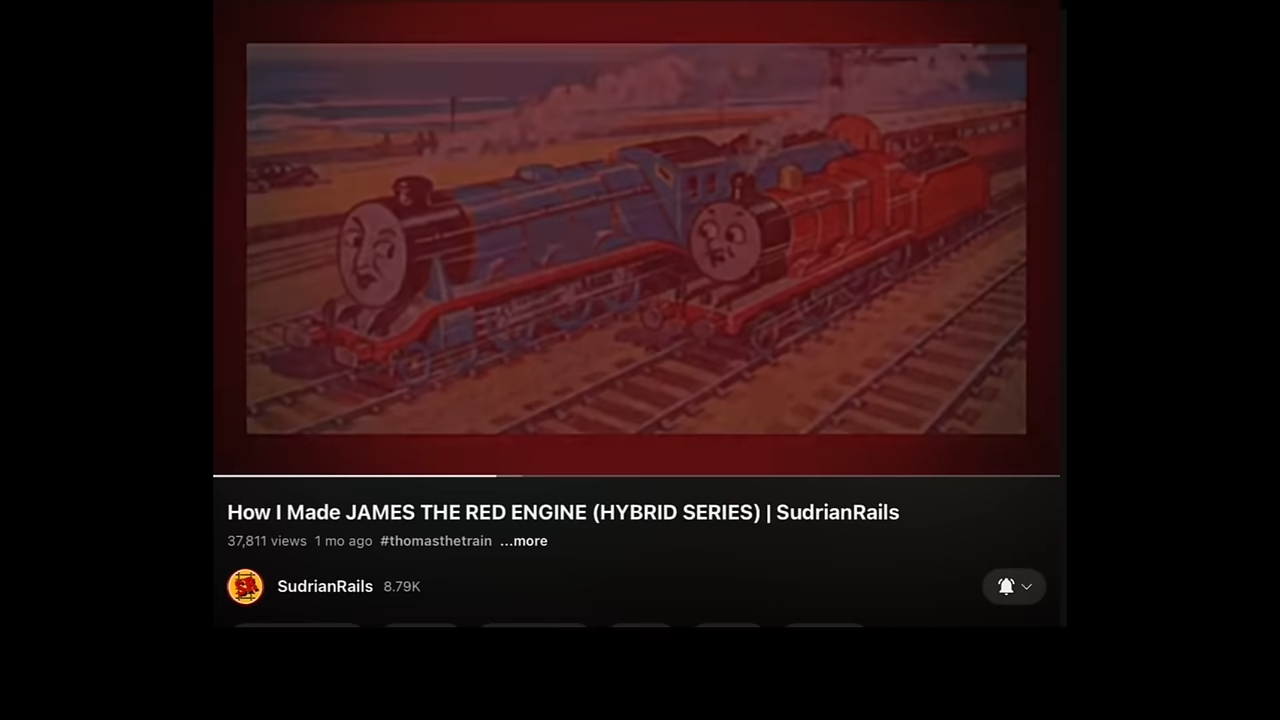 How I Made JAMES THE RED ENGINE (HYBRID SERIES) | SudrianRails
37,811 views 1 mo ago #thomasthetrain ...more
SR
SudrianRails 8.79K